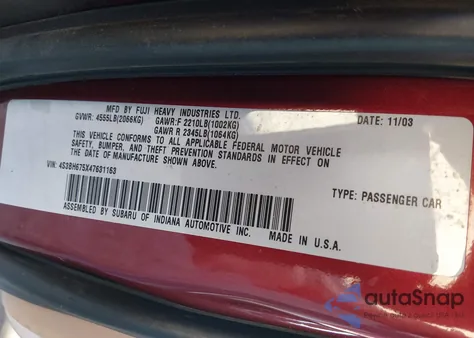 MFD BY FUJI HEAVY INDUSTRIES LTD. DATE: 11/03
GVWR: 4555LB(2066KG) GAWR:F 2210LB(1002KG)
GAWR R 2345LB(1064KG)
THIS VEHICLE CONFORMS TO ALL APPLICABLE FEDERAL MOTOR VEHICLE
SAFETY, BUMPER, AND THEFT PREVENTION STANDARDS IN EFFECT ON
THE DATE OF MANUFACTURE SHOWN ABOVE.
VIN: 4S3BH675X47631163 TYPE: PASSENGER CAR
ASSEMBLED BY SUBARU OF INDIANA AUTOMOTIVE INC. MADE IN U.S.A.
autoSnap